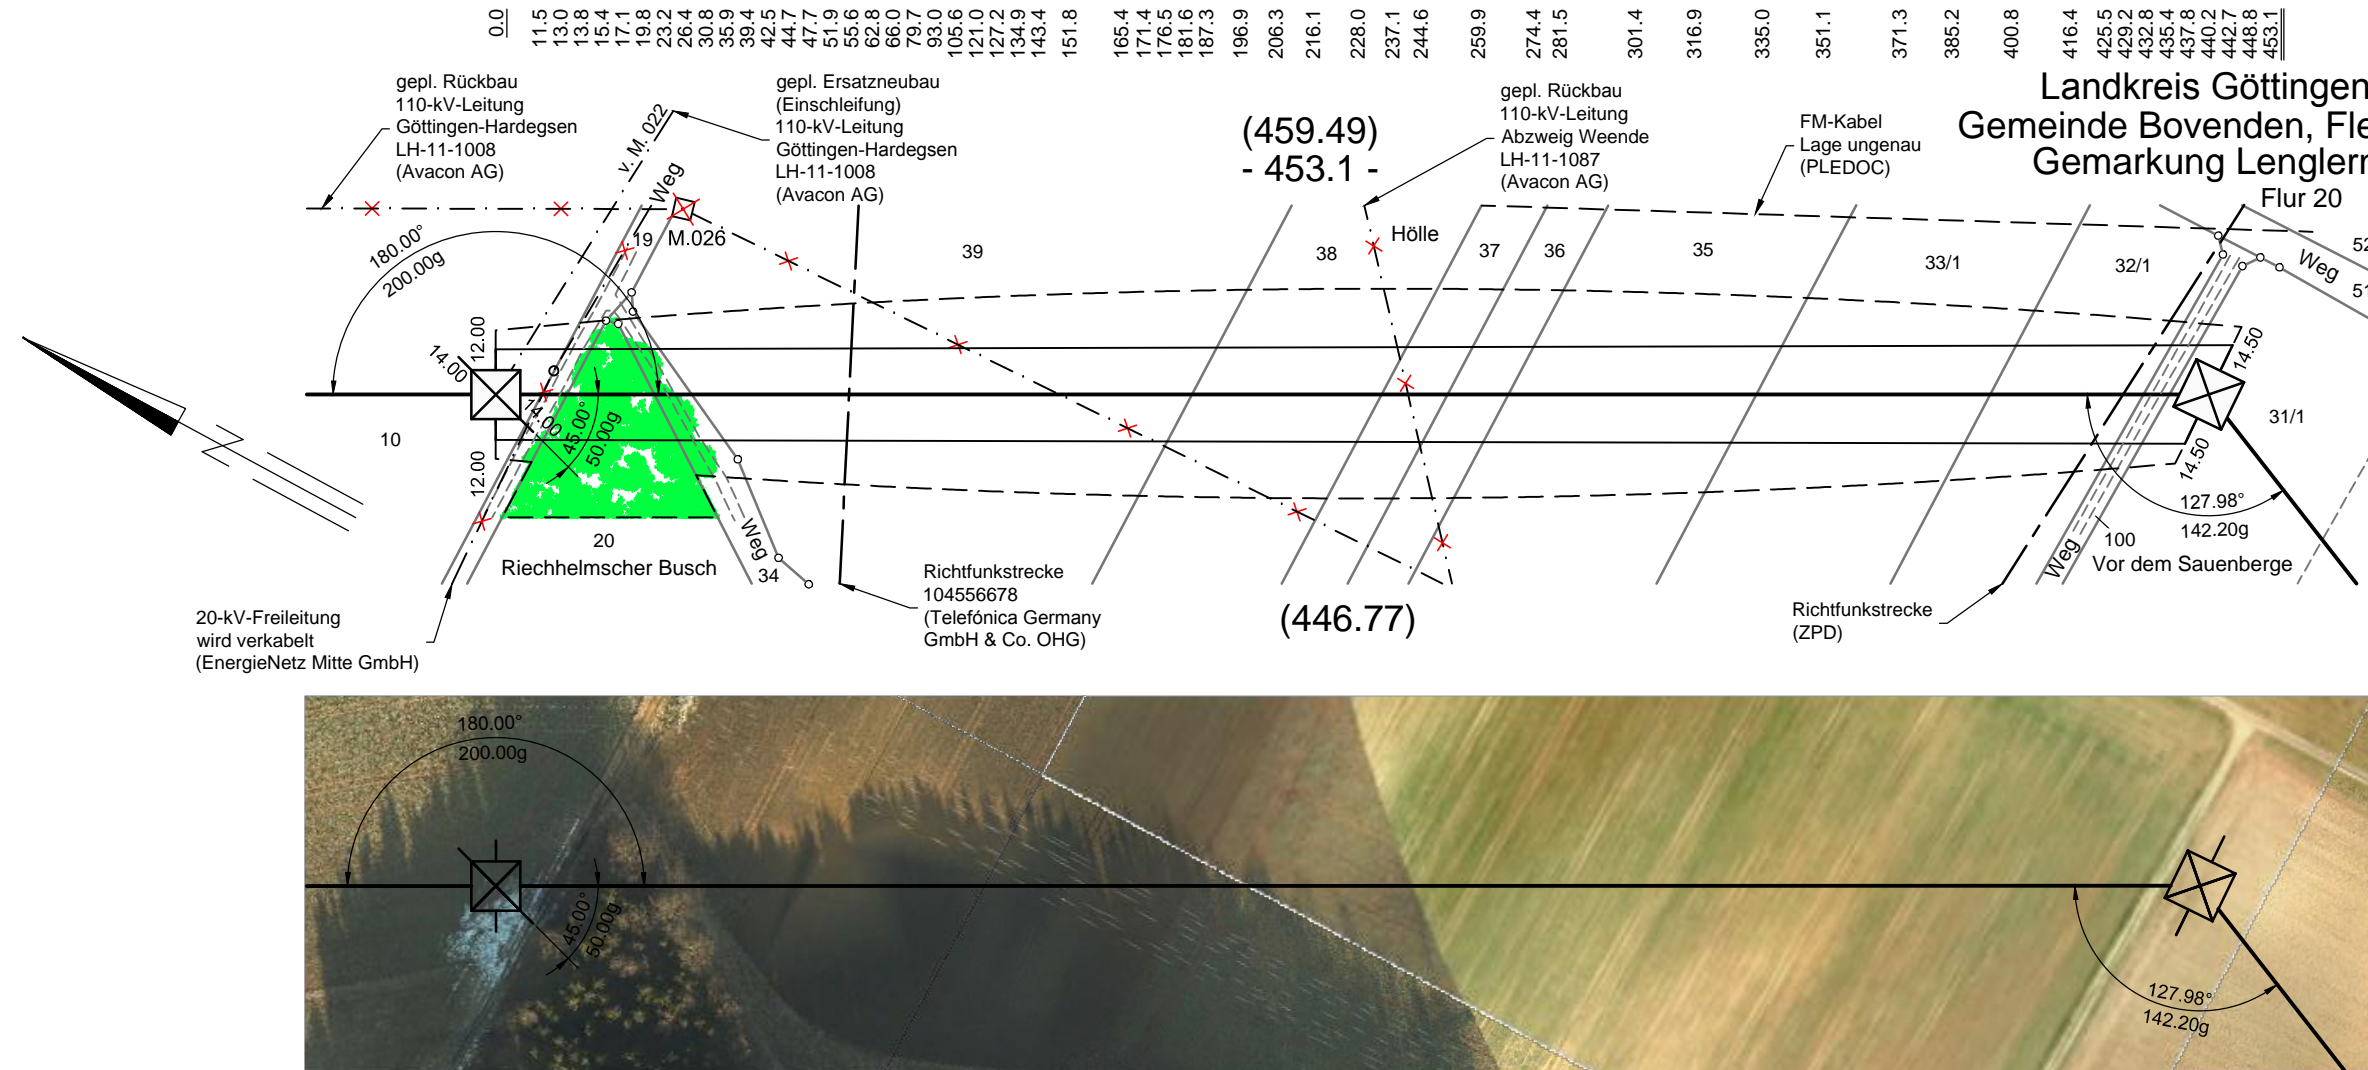 0.0
11.5
13.0
13.8
15.4
17.1
19.8
23.2
26.4
30.8
35.9
39.4
42.5
44.7
47.7
51.9
55.6
62.8
66.0
79.7
93.0
105.6
121.0
127.2
134.9
143.4
151.8
165.4
171.4
176.5
181.6
187.3
196.9
206.3
216.1
228.0
237.1
244.6
259.9
274.4
281.5
301.4
316.9
335.0
351.1
371.3
385.2
400.8
416.4
425.5
429.2
432.8
435.4
437.8
440.2
442.7
448.8
453.1
gepl. Rückbau
110-kV-Leitung
Göttingen-Hardegsen
LH-11-1008
(Avacon AG)
v. M. 022
Weg
gepl. Ersatzneubau
(Einschleifung)
110-kV-Leitung
Göttingen-Hardegsen
LH-11-1008
(Avacon AG)
(459.49)
- 453.1 -
gepl. Rückbau
110-kV-Leitung
Abzweig Weende
LH-11-1087
(Avacon AG)
FM-Kabel
Lage ungenau
(PLEDOC)
Landkreis Göttingen
Gemeinde Bovenden, Fle
Gemarkung Lenglern
Flur 20
180.00°
200.00g
19
M.026
39
38
Hölle
37
36
35
33/1
32/1
52
Weg
51
12.00
14.00
14.00
45.00°
50.00g
12.00
10
14.50
14.50
31/1
127.98°
142.20g
20
Riechhelmscher Busch
Weg
34
100
Weg
Vor dem Sauenberge
20-kV-Freileitung
wird verkabelt
(EnergieNetz Mitte GmbH)
Richtfunkstrecke
104556678
(Telefónica Germany
GmbH & Co. OHG)
(446.77)
Richtfunkstrecke
(ZPD)
180.00°
200.00g
45.00°
50.00g
127.98°
142.20g